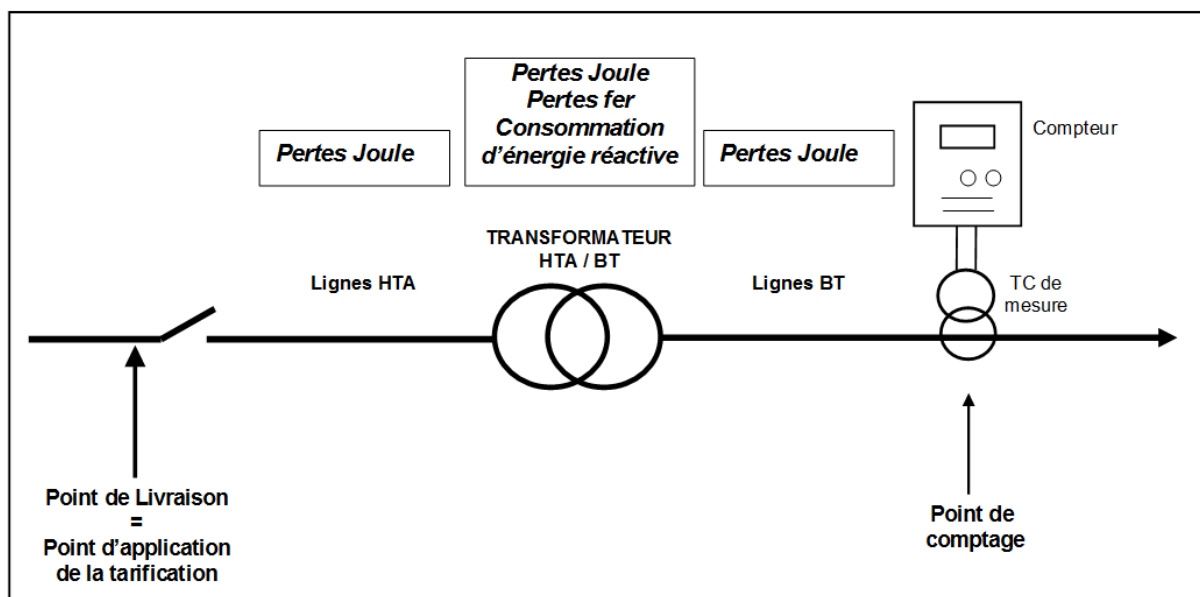 Pertes Joule
Pertes fer
Consommation
d'énergie réactive
Pertes Joule
Pertes Joule
Compteur
TRANSFORMATEUR
HTA / BT
Lignes HTA
Lignes BT
TC de
mesure
Point de Livraison
=
Point d'application
de la tarification
Point de
comptage